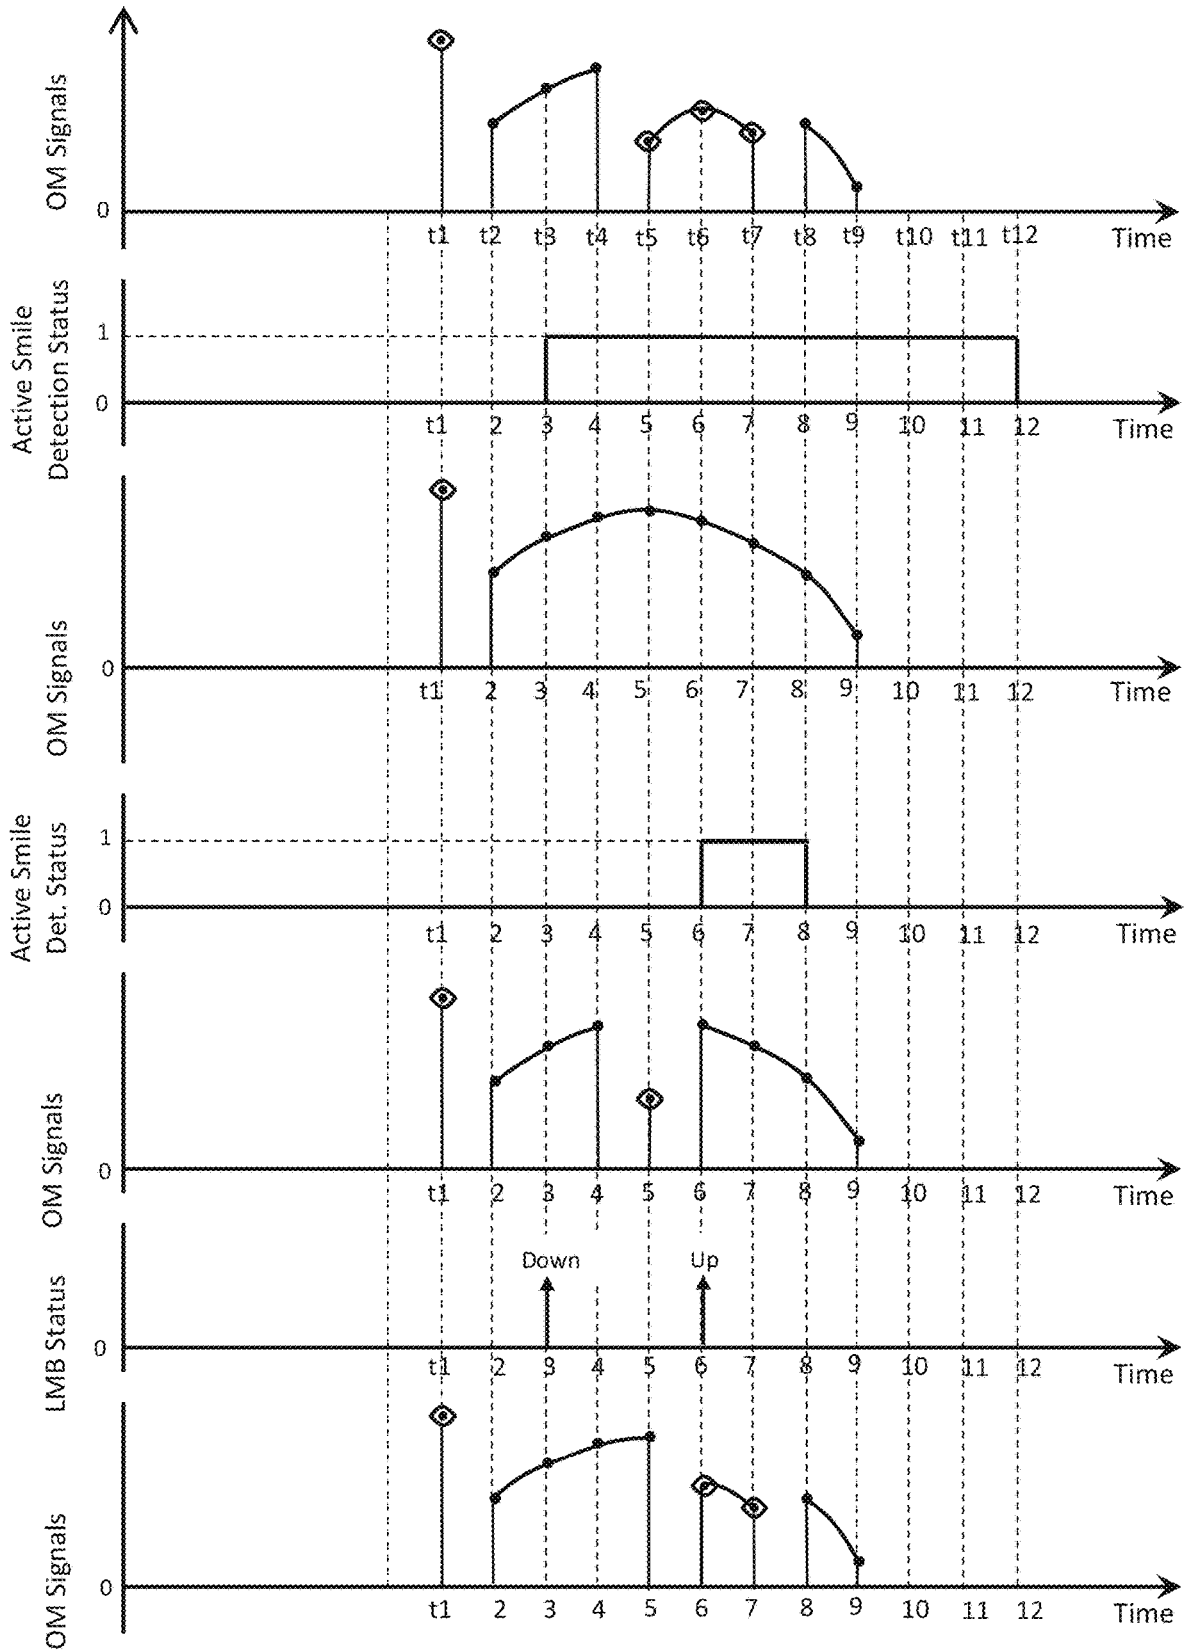 OM Signals
0
t1 t2 t3 t4 t5 t6 t7 t8 t9 t10 t11 t12 Time
Active Smile
Detection Status
1
0
t1 2 3 4 5 6 7 8 9 10 11 12 Time
OM Signals
0
t1 2 3 4 5 6 7 8 9 10 11 12 Time
Active Smile
Det. Status
1
0
t1 2 3 4 5 6 7 8 9 10 11 12 Time
OM Signals
0
t1 2 3 4 5 6 7 8 9 10 11 12 Time
LMB Status
Down Up
0
t1 2 3 4 5 6 7 8 9 10 11 12 Time
OM Signals
0
t1 2 3 4 5 6 7 8 9 10 11 12 Time